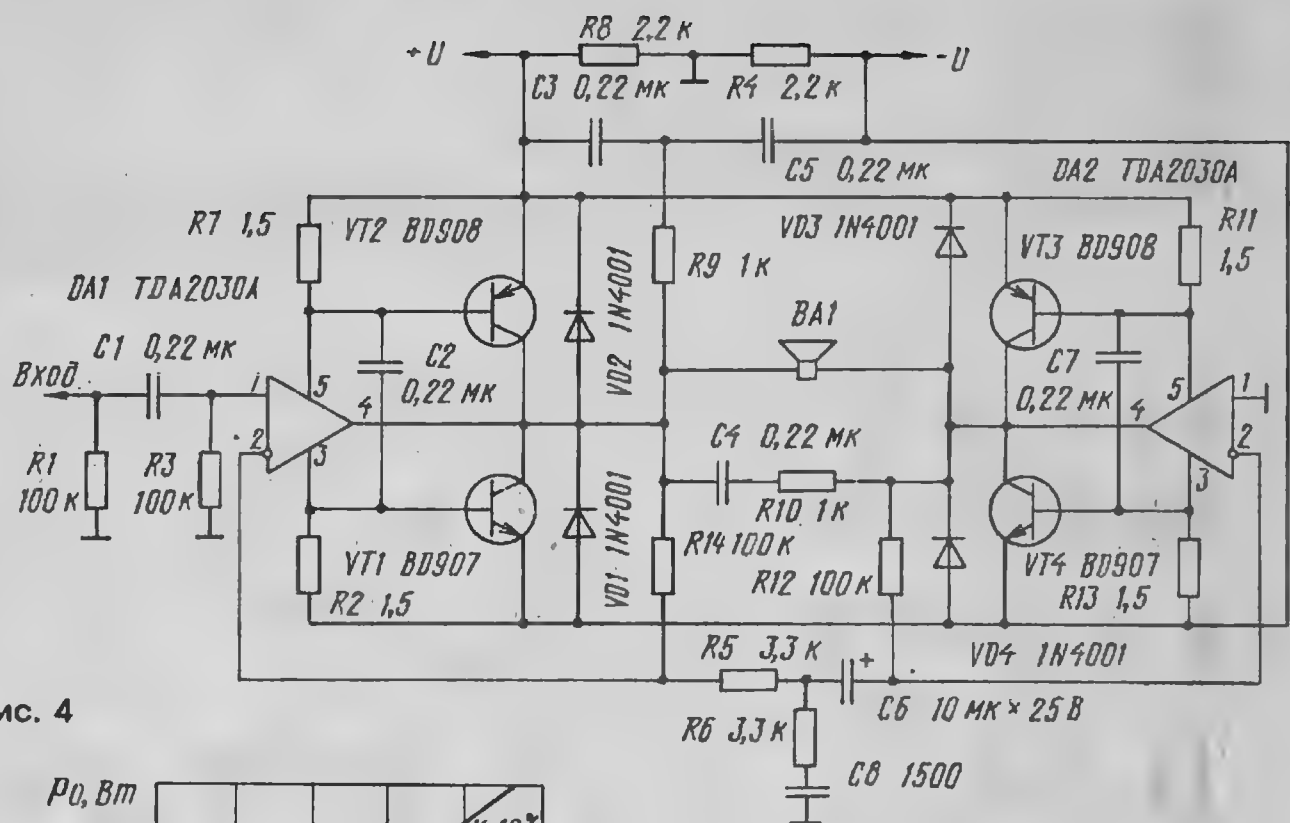 R8 2,2 к
+U
-U
C3 0,22 мк
R4 2,2 к
C5 0,22 мк
DA2 TDA2030A
R7 1,5
VT2 BD908
VD3 1N4001
R11
1,5
VT3 BD908
DA1 TDA2030A
R9 1 к
VD2 1N4001
BA1
C1 0,22 мк
Вход
C2
0,22 мк
C7
0,22 мк
1
5
4
2
3
5
1
4
2
3
C4 0,22 мк
R1
100 к
R3
100 к
R10 1 к
R14 100 к
VD1 1N4001
R12 100 к
VT1 BD907
R2 1,5
VT4 BD907
R13 1,5
R5 3,3 к
+
VD4 1N4001
C6 10 мк × 25 В
ис. 4
R6 3,3 к
C8 1500
Po, Вт